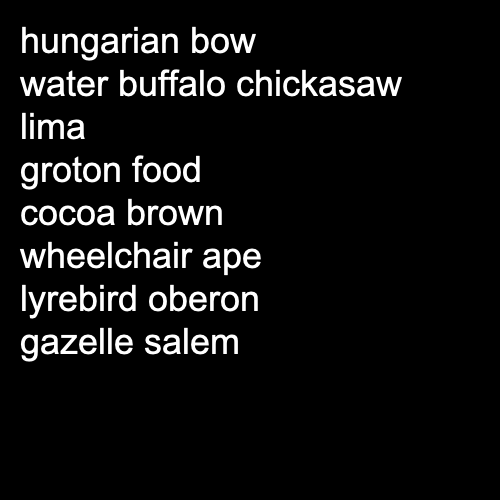 hungarian bow
water buffalo chickasaw
lima
groton food
cocoa brown
wheelchair ape
lyrebird oberon
gazelle salem